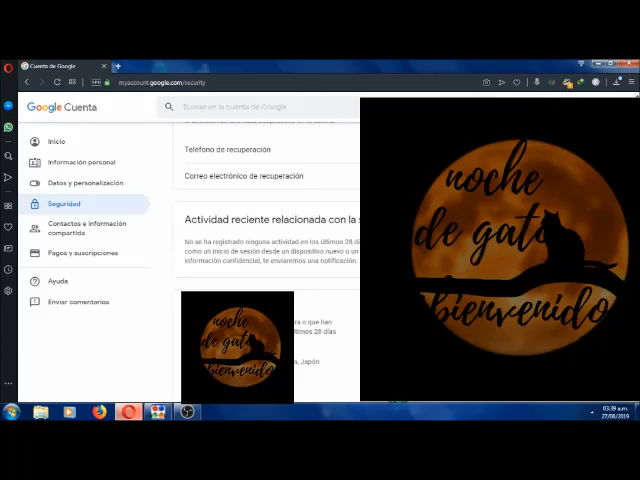 Cuenta de Google
myaccount.google.com/security
Google Cuenta
Buscar en la cuenta de Google
Inicio
Información personal
Datos y personalización
Seguridad
Contactos e información
compartida
Pagos y suscripciones
Ayuda
Enviar comentarios
Teléfono de recuperación
Correo electrónico de recuperación
Actividad reciente relacionada con la s
No se ha registrado ninguna actividad en los últimos 28 dí
como un inicio de sesión desde un dispositivo nuevo o un
información confidencial, te enviaremos una notificación.
ra o que han
ltimos 28 días
a, Japón
noche
de gato
bienvenido
noche
de gato
bienvenido
03:39 a.m.
27/08/2019